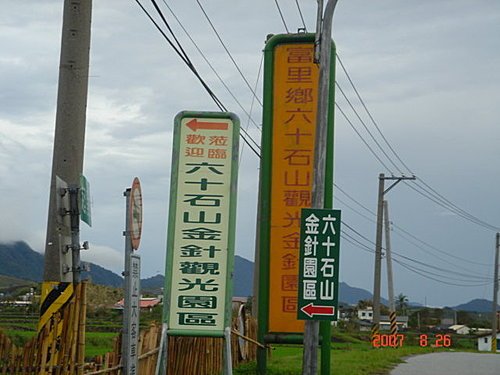 歡迎
蒞臨
六十石山金針觀光園區
富里鄉六十石山觀光金針園區
六十石山
金針園區
2007 8 26